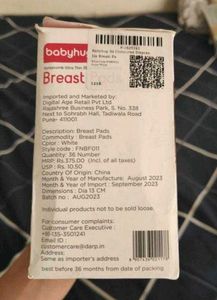 babyhu
Breast
Imported and Marketed by:
Digital Age Retail Pvt Ltd
Rajashree Business Park, S. No. 338
Next to Sohrabh Hall, Tadiwala Road
Pune: 411001
Description: Breast Pads
Commodity: Breast Pads
Color: White
Style Code: FNBF011
Quantity: 36 Number
MRP: Rs.375.00 (Incl. of all taxes)
USP: Rs. 10.50
Country Of Origin: China
Month & Year of Manufacture: August 2023
Month & Year of Import: September 2023
Dimensions: Dia 13 CM
Batch no: AUG2023
Individual products not to be sold loose.
For consumer complaints:
Customer Care Executive:
Email ID:
customercare@darp.in
Address:
Same as importer's address
best before 36 months from date of packing